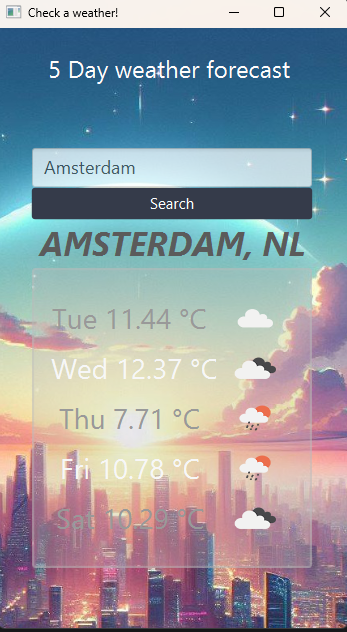 Check a weather!
5 Day weather forecast
Amsterdam
Search
AMSTERDAM, NL
Tue 11.44 °C
Wed 12.37 °C
Thu 7.71 °C
Fri 10.78 °C
Sat 10.29 °C